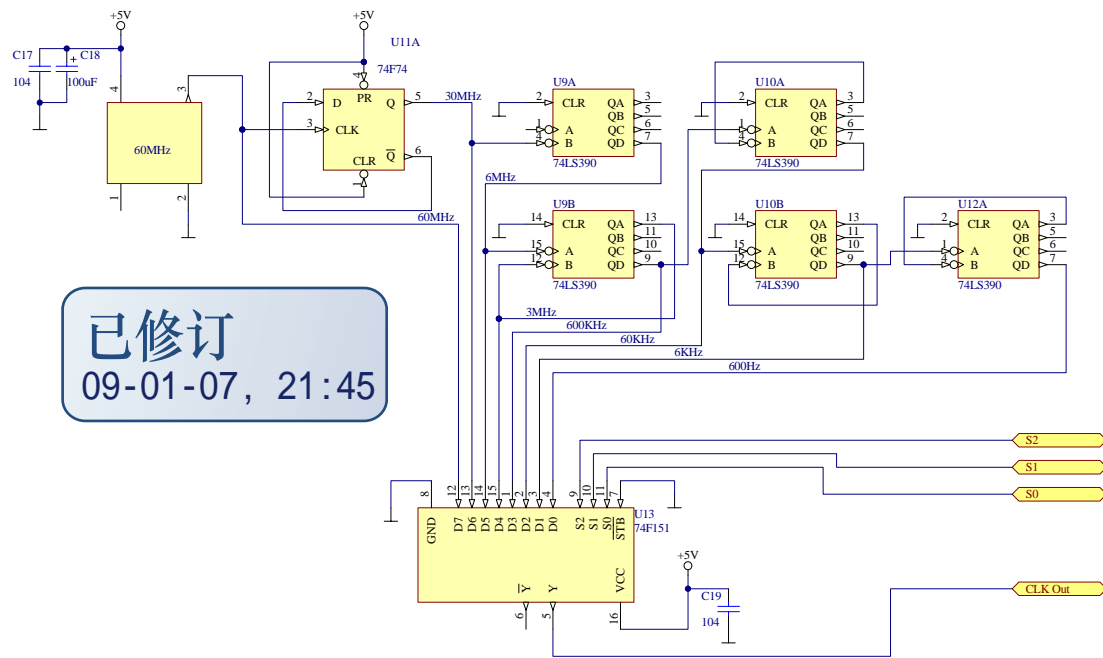 +5V
C17
C18
+
104
100uF
4
3
60MHz
1
2
+5V
U11A
74F74
4
PR
2
D
Q
5
3
CLK
CLR
Q
6
1
30MHz
60MHz
U9A
2
CLR
QA
3
QB
5
1
A
QC
6
4
B
QD
7
74LS390
6MHz
U10A
2
CLR
QA
3
QB
5
1
A
QC
6
4
B
QD
7
74LS390
U9B
14
CLR
QA
13
QB
11
15
A
QC
10
12
B
QD
9
74LS390
U10B
14
CLR
QA
13
QB
11
15
A
QC
10
12
B
QD
9
74LS390
U12A
2
CLR
QA
3
QB
5
1
A
QC
6
4
B
QD
7
74LS390
3MHz
600KHz
60KHz
6KHz
600Hz
已修订
09-01-07, 21:45
S2
S1
S0
8
12
13
14
15
1
2
3
4
9
10
11
7
GND
D7
D6
D5
D4
D3
D2
D1
D0
S2
S1
S0
STB
U13
74F151
Y
Y
VCC
6
5
16
+5V
C19
104
CLK Out